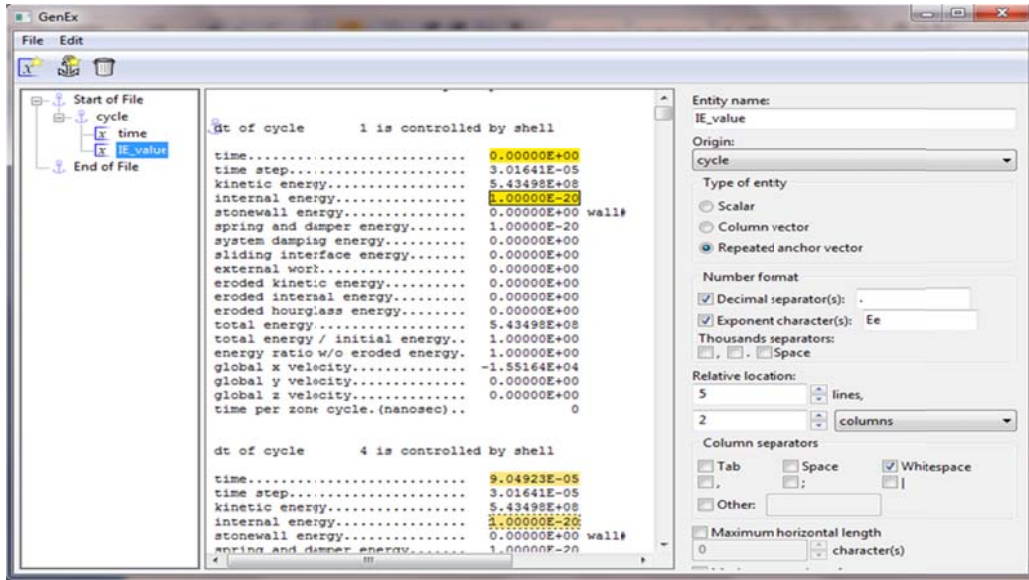 GenEx
File Edit
Start of File
cycle
time
IE_value
End of File
dt of cycle 1 is controlled by shell
time.......................... 0.00000E+00
time step..................... 3.01641E-05
kinetic energy................ 5.43498E+08
internal energy............... 1.00000E-20
stonewall energy.............. 0.00000E+00 wall#
spring and damper energy....... 1.00000E-20
system damping energy......... 0.00000E+00
sliding interface energy...... 0.00000E+00
external work................. 0.00000E+00
eroded kinetic energy......... 0.00000E+00
eroded internal energy........ 0.00000E+00
eroded hourglass energy....... 0.00000E+00
total energy.................. 5.43498E+08
total energy / initial energy.. 1.00000E+00
energy ratio w/o eroded energy. 1.00000E+00
global x velocity............. -1.55164E+04
global y velocity............. 0.00000E+00
global z velocity............. 0.00000E+00
time per zone cycle.(nanosec).. 0
dt of cycle 4 is controlled by shell
time.......................... 9.04923E-05
time step..................... 3.01641E-05
kinetic energy................ 5.43498E+08
internal energy............... 1.00000E-20
stonewall energy.............. 0.00000E+00 wall#
spring and damper energy....... 1.00000E-20
Entity name:
IE_value
Origin:
cycle
Type of entity
Scalar
Column vector
Repeated anchor vector
Number format
Decimal separator(s): .
Exponent character(s): Ee
Thousands separators:
, . Space
Relative location:
5 lines,
2 columns
Column separators
Tab Space Whitespace
, ; |
Other:
Maximum horizontal length
0 character(s)